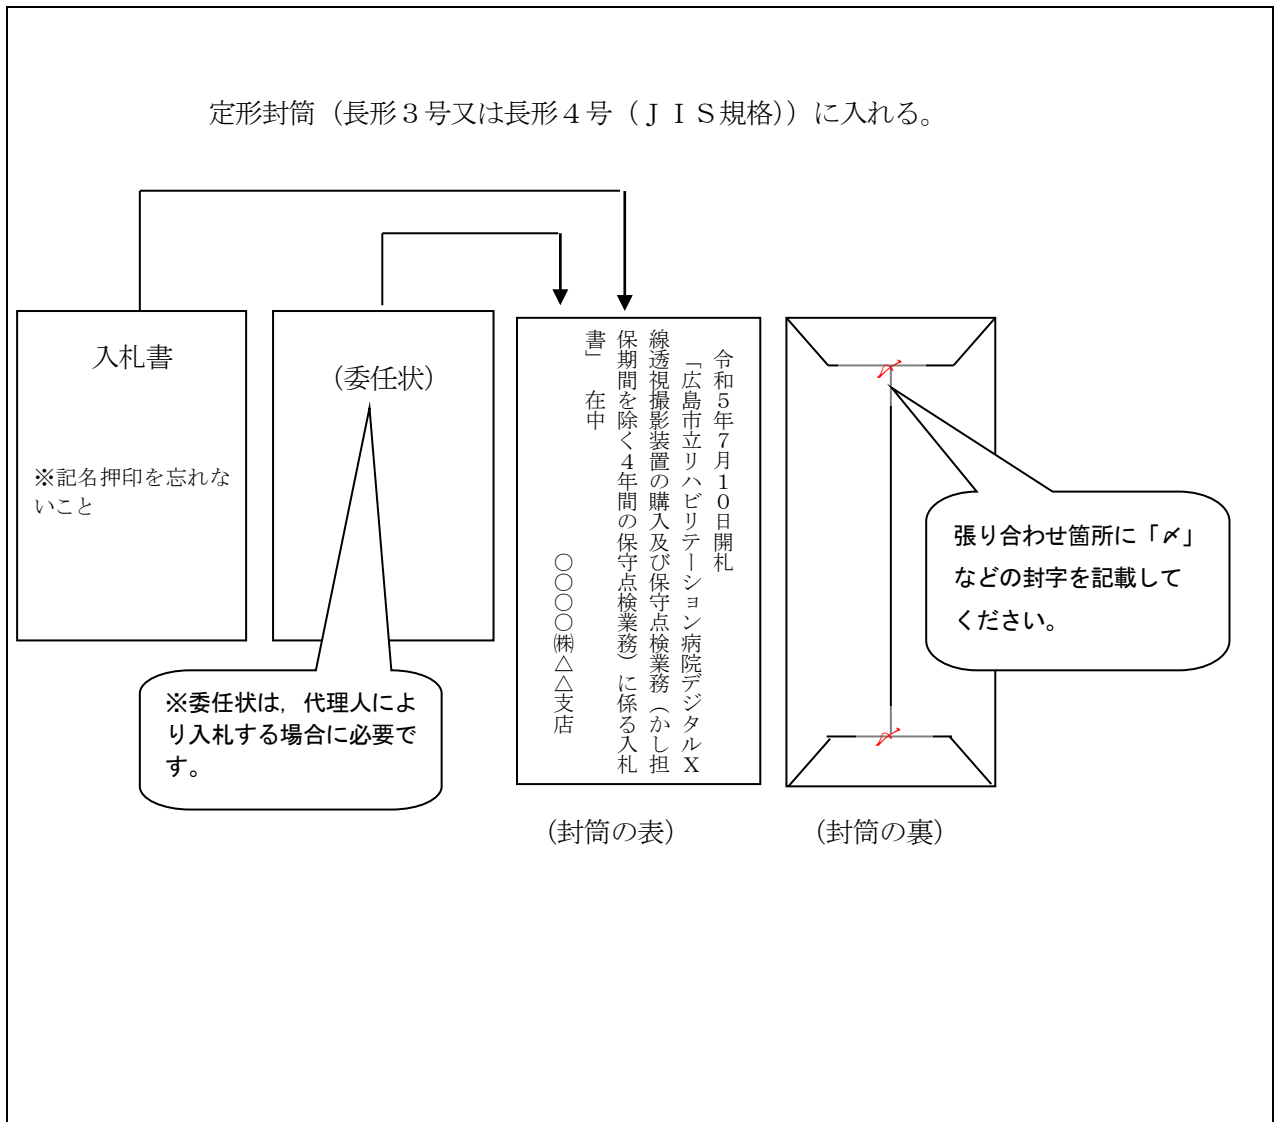 定形封筒（長形３号又は長形４号（ＪＩＳ規格））に入れる。
入札書
※記名押印を忘れな
いこと
（委任状）
※委任状は，代理人によ
り入札する場合に必要で
す。
令和５年７月１０日開札
「広島市立リハビリテーション病院デジタルＸ
線透視撮影装置の購入及び保守点検業務（かし担
保期間を除く４年間の保守点検業務）に係る入札
書」　在中
○○○○㈱△△支店
〆
〆
張り合わせ箇所に「〆」
などの封字を記載して
ください。
（封筒の表）
（封筒の裏）